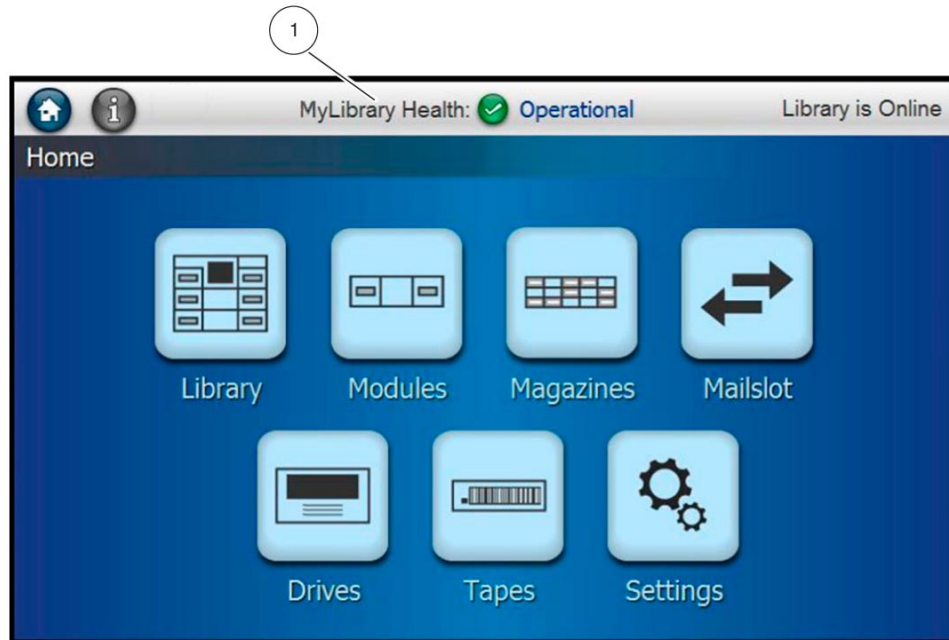 1
MyLibrary Health: Operational Library is Online
Home
Library Modules Magazines Mailslot
Drives Tapes Settings